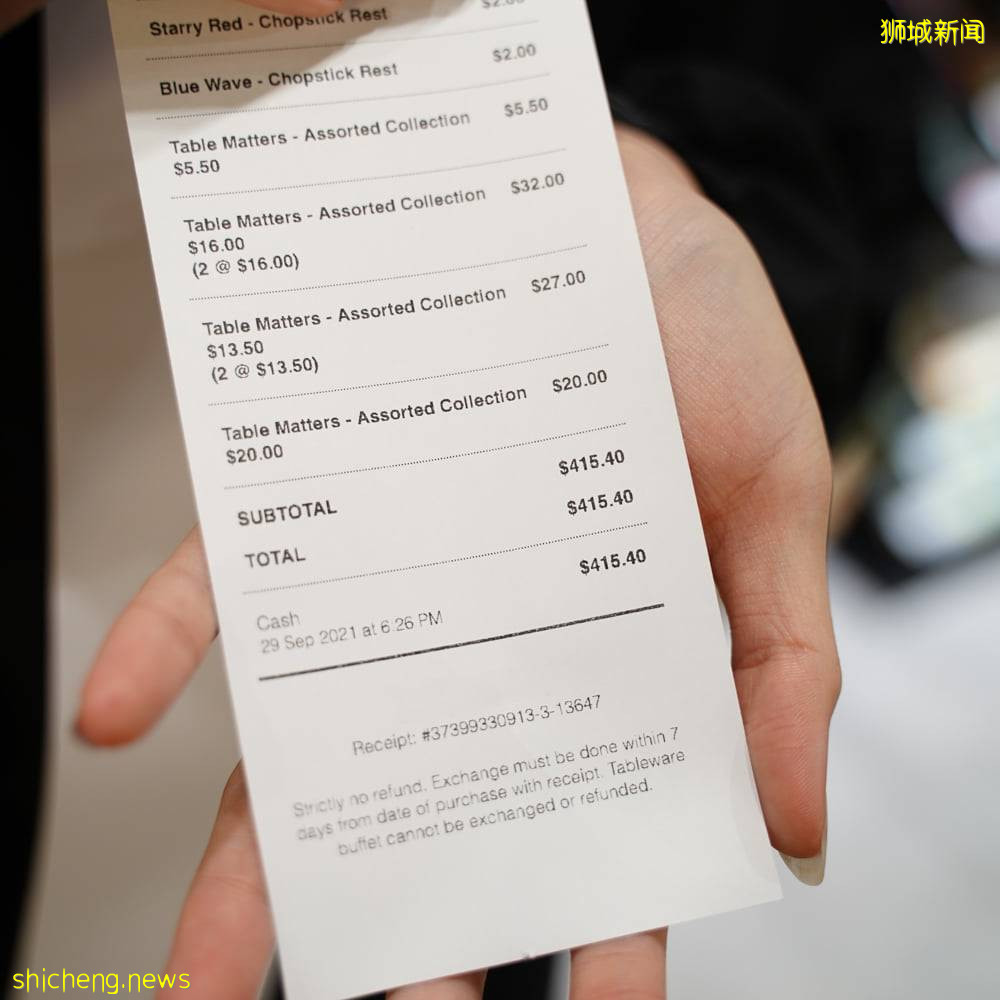 狮城新闻
Starry Red - Chopstick Rest $2.00
Blue Wave - Chopstick Rest $2.00
Table Matters - Assorted Collection $5.50
$5.50
Table Matters - Assorted Collection $32.00
$16.00
(2 @ $16.00)
Table Matters - Assorted Collection $27.00
$13.50
(2 @ $13.50)
Table Matters - Assorted Collection $20.00
$20.00
SUBTOTAL $415.40
TOTAL $415.40
Cash $415.40
29 Sep 2021 at 6:26 PM
Receipt: #37399330913-3-13647
Strictly no refund. Exchange must be done within 7
days from date of purchase with receipt. Tableware
buffet cannot be exchanged or refunded.
shicheng.news